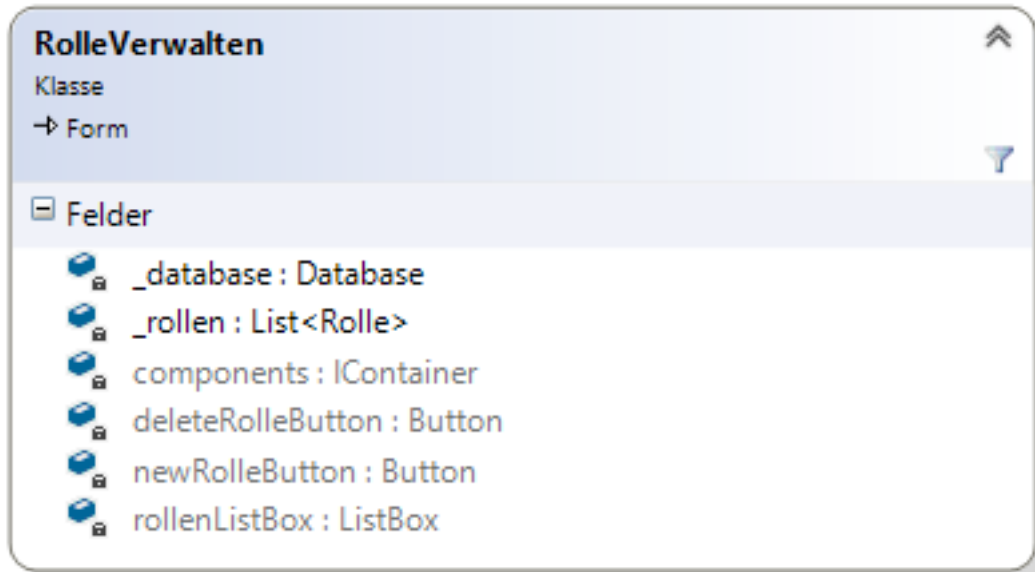 RolleVerwalten
Klasse
Form
Felder
_database : Database
_rollen : List<Rolle>
components : IContainer
deleteRolleButton : Button
newRolleButton : Button
rollenListBox : ListBox